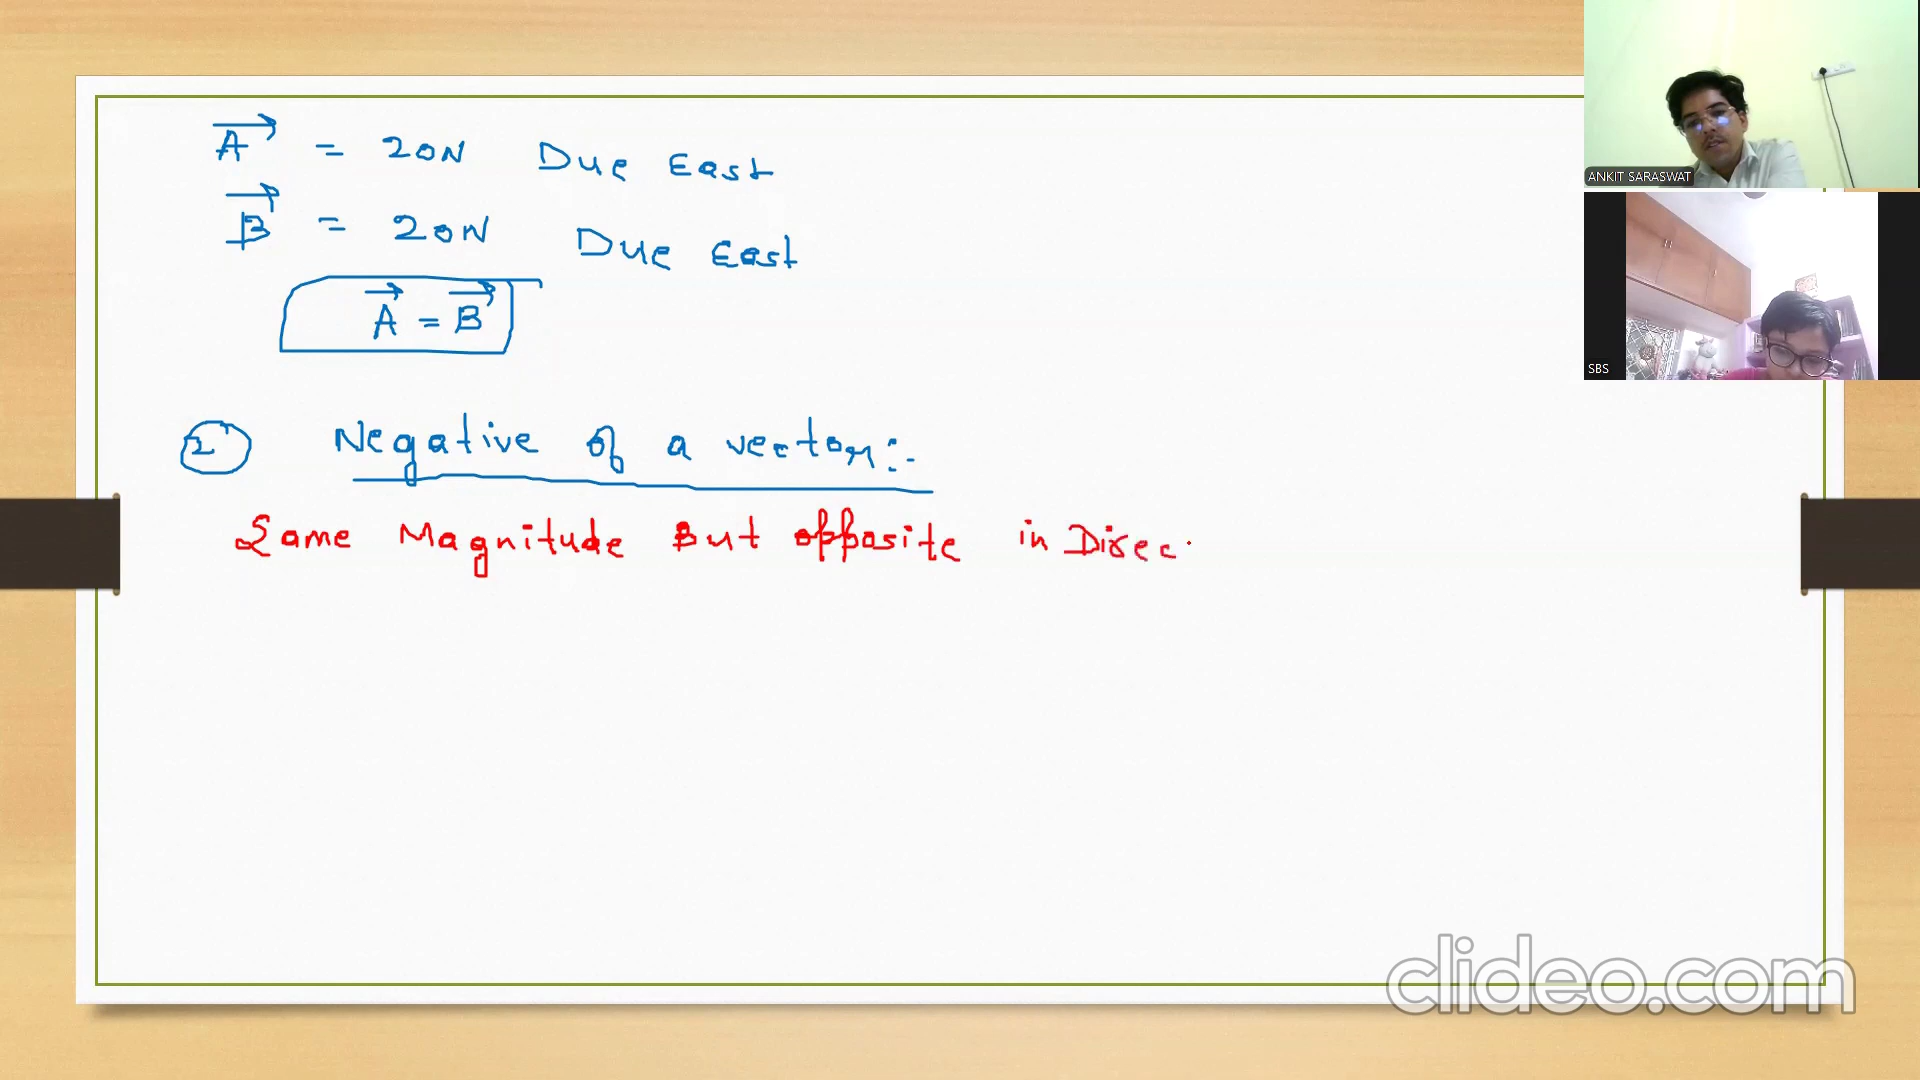 A = 20N Due East
B = 20N Due East
A = B
2 Negative of a vector:-
Same Magnitude But opposite in Direc
ANKIT SARASWAT
SBS
clideo.com